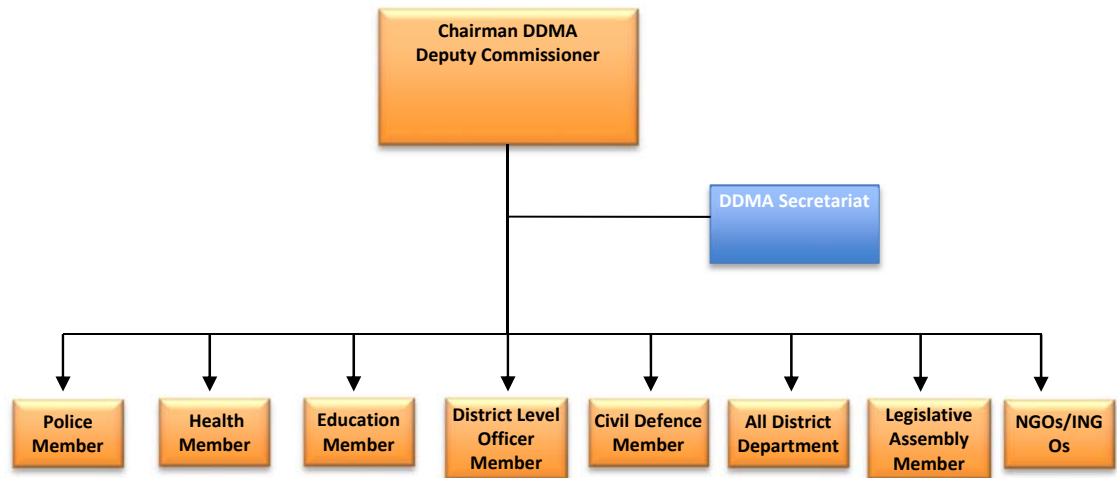 Chairman DDMA
Deputy Commissioner
DDMA Secretariat
Police
Member
Health
Member
Education
Member
District Level
Officer
Member
Civil Defence
Member
All District
Department
Legislative
Assembly
Member
NGOs/ING
Os